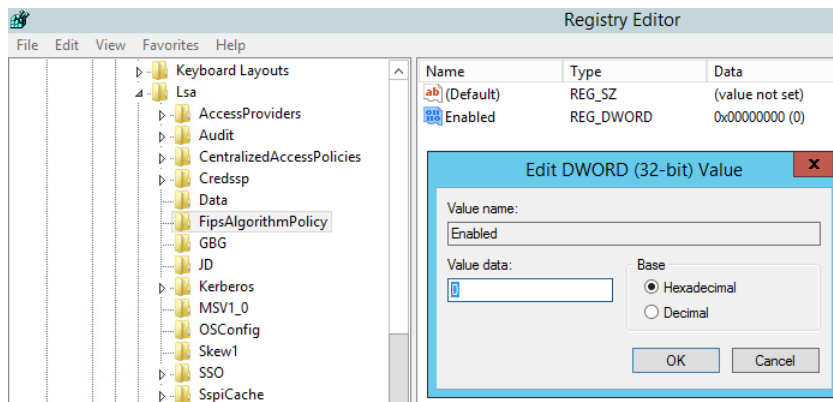 Registry Editor
File Edit View Favorites Help
Keyboard Layouts
Lsa
AccessProviders
Audit
CentralizedAccessPolicies
Credssp
Data
FipsAlgorithmPolicy
GBG
JD
Kerberos
MSV1_0
OSConfig
Skew1
SSO
SspiCache
Name Type Data
ab (Default) REG_SZ (value not set)
Enabled REG_DWORD 0x00000000 (0)
Edit DWORD (32-bit) Value
x
Value name:
Enabled
Value data:
0
Base
Hexadecimal
Decimal
OK Cancel